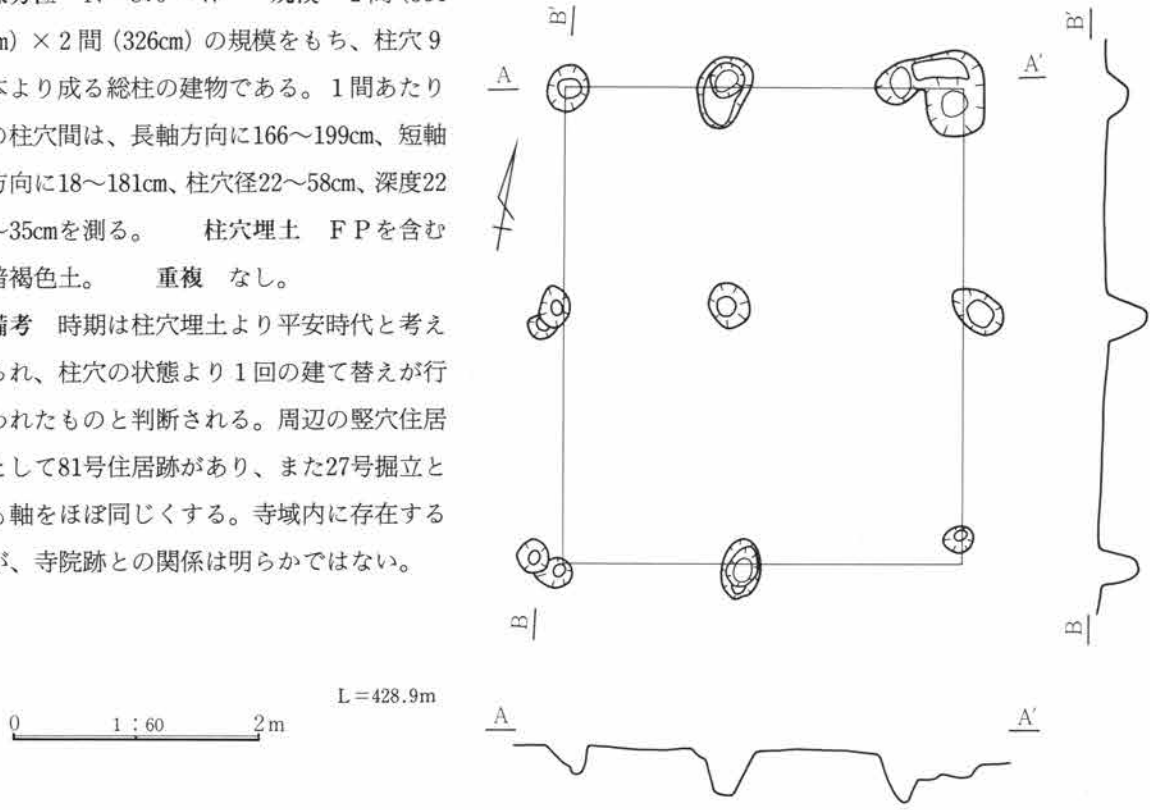 m)×2間(326cm)の規模をもち、柱穴9
本より成る総柱の建物である。1間あたり
の柱穴間は、長軸方向に166〜199cm、短軸
方向に18〜181cm、柱穴径22〜58cm、深度22
〜35cmを測る。　柱穴埋土　FPを含む
暗褐色土。　重複　なし。
備考　時期は柱穴埋土より平安時代と考え
られ、柱穴の状態より1回の建て替えが行
われたものと判断される。周辺の竪穴住居
として81号住居跡があり、また27号掘立と
も軸をほぼ同じくする。寺域内に存在する
が、寺院跡との関係は明らかではない。
L=428.9m
0　1:60　2m
B'
A　A'
B
B'
B
A　A'